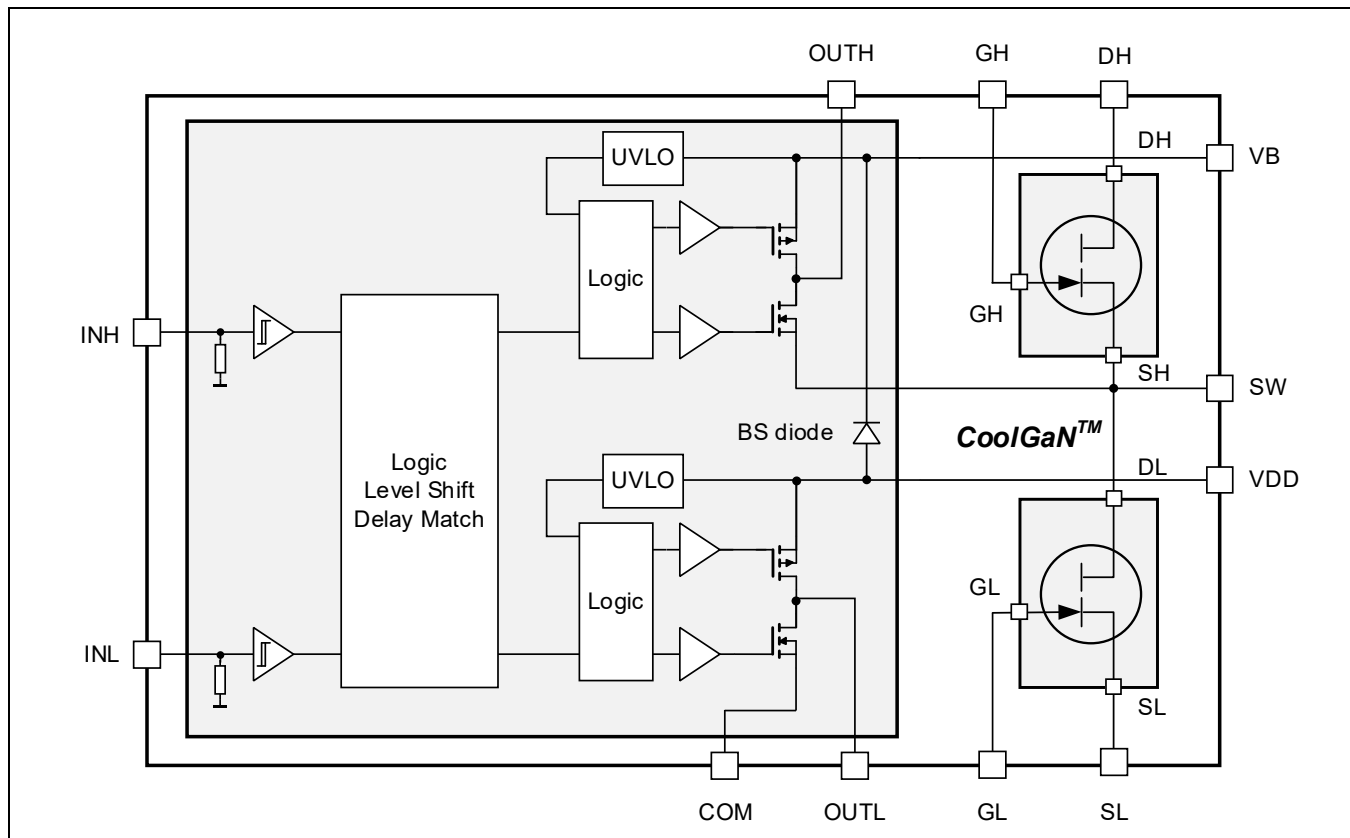 OUTH
GH
DH
UVLO
DH
VB
Logic
GH
INH
SH
SW
BS diode
CoolGaN™
Logic
Level Shift
Delay Match
UVLO
DL
VDD
Logic
GL
INL
SL
COM
OUTL
GL
SL